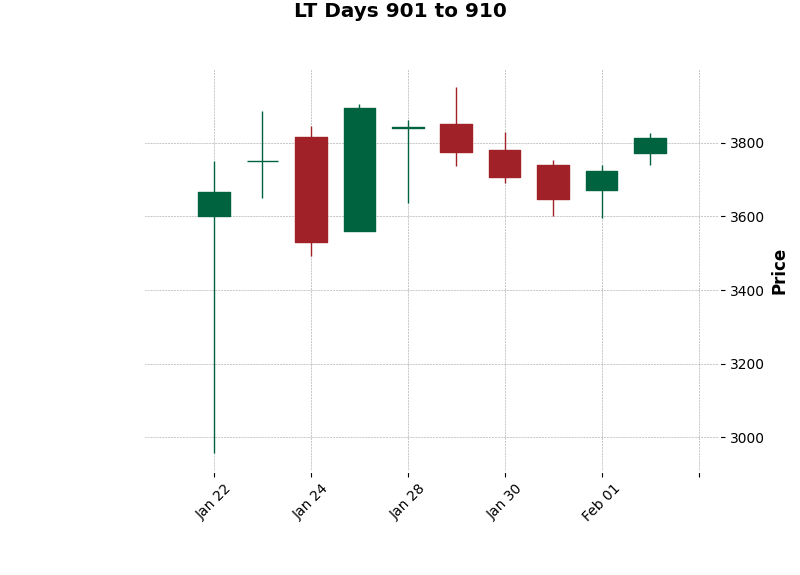 LT Days 901 to 910
3800
3600
3400
3200
3000
Price
Jan 22
Jan 24
Jan 28
Jan 30
Feb 01